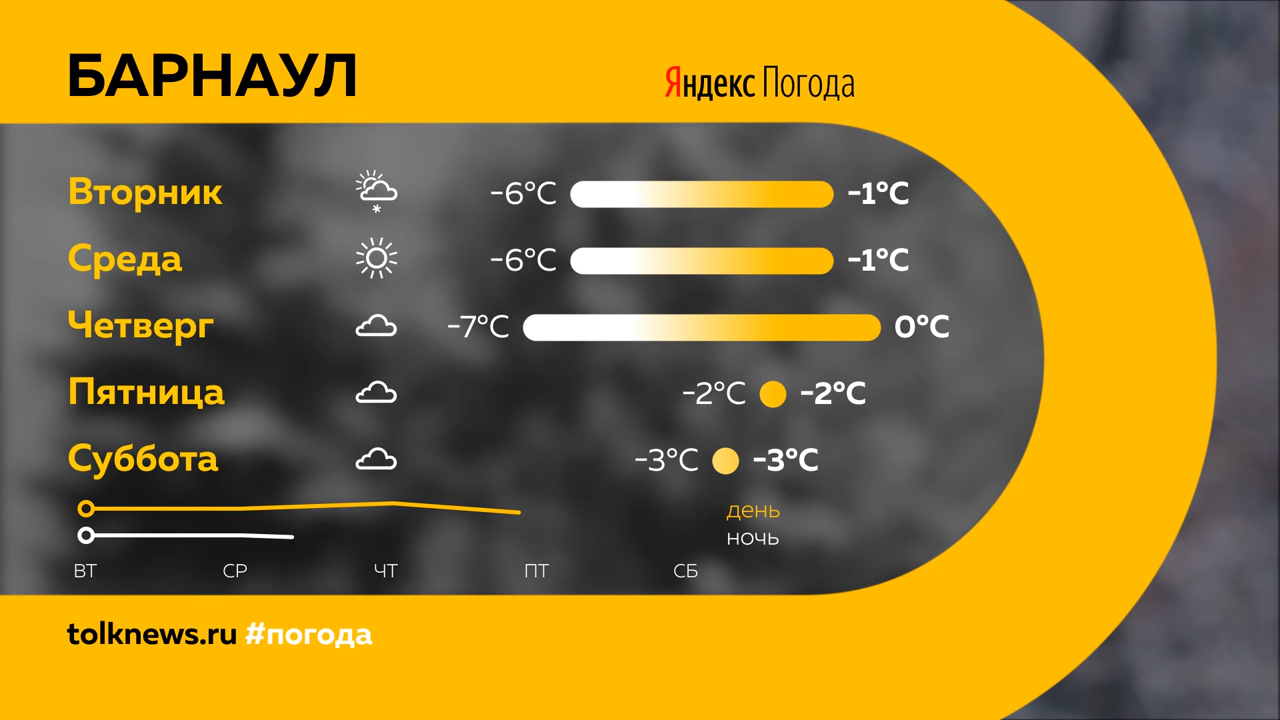 БАРНАУЛ
Яндекс Погода
Вторник -6°C -1°C
Среда -6°C -1°C
Четверг -7°C 0°C
Пятница -2°C -2°C
Суббота -3°C -3°C
день
ночь
ВТ СР ЧТ ПТ СБ
tolknews.ru #погода